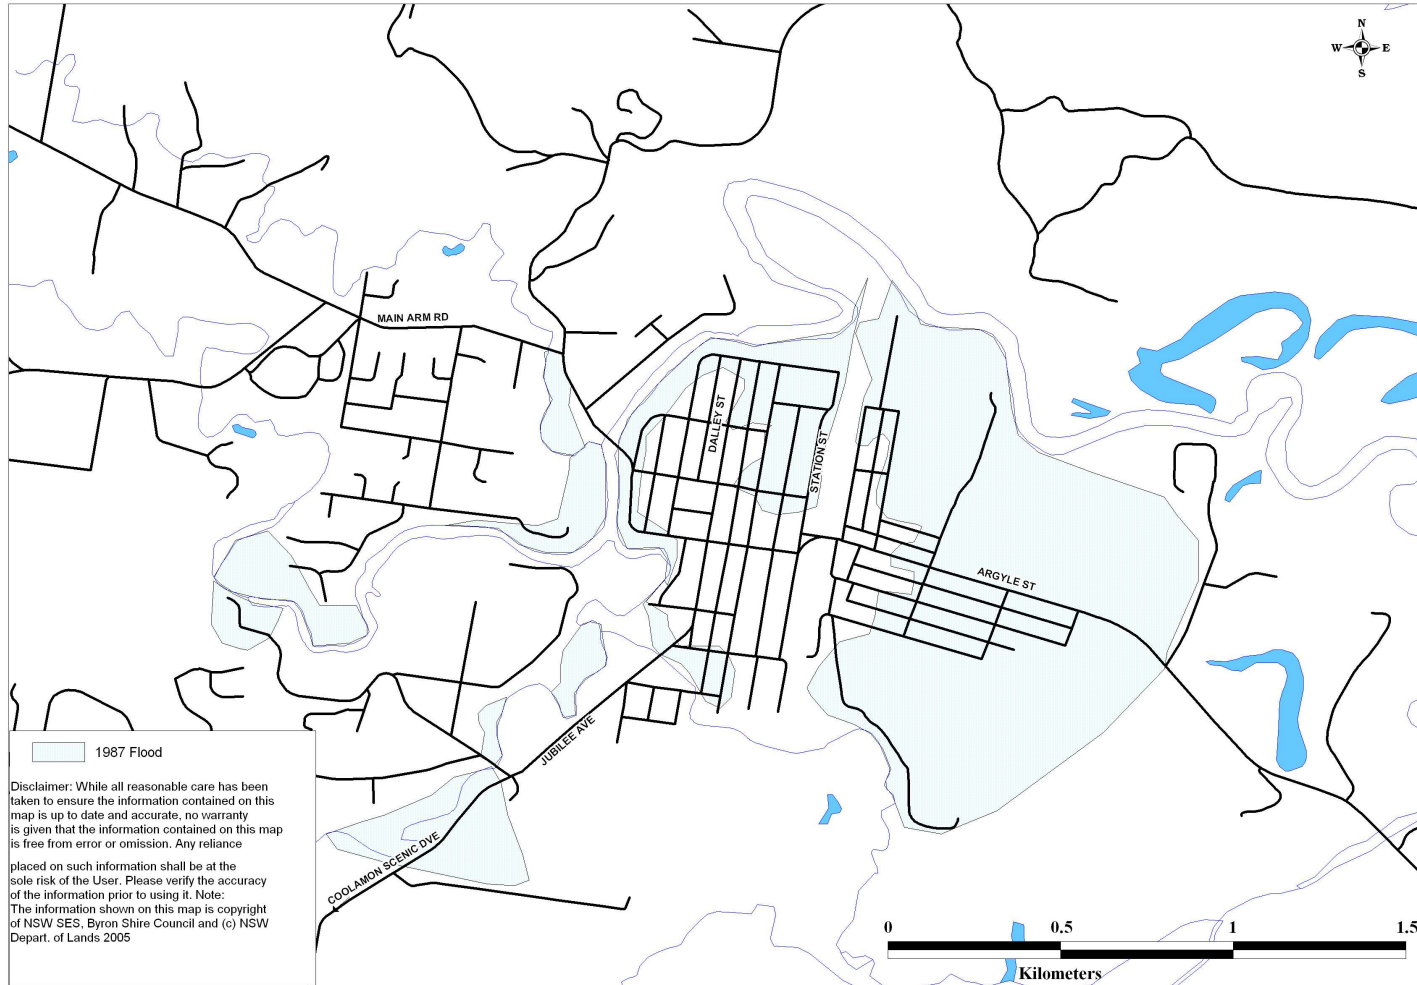 N
W E
S
MAIN ARM RD
DALLEY ST
STATION ST
ARGYLE ST
JUBILEE AVE
COOLAMON SCENIC DVE
1987 Flood
Disclaimer: While all reasonable care has been
taken to ensure the information contained on this
map is up to date and accurate, no warranty
is given that the information contained on this map
is free from error or omission. Any reliance
placed on such information shall be at the
sole risk of the User. Please verify the accuracy
of the information prior to using it. Note:
The information shown on this map is copyright
of NSW SES, Byron Shire Council and (c) NSW
Depart. of Lands 2005
0 0.5 1 1.5
Kilometers